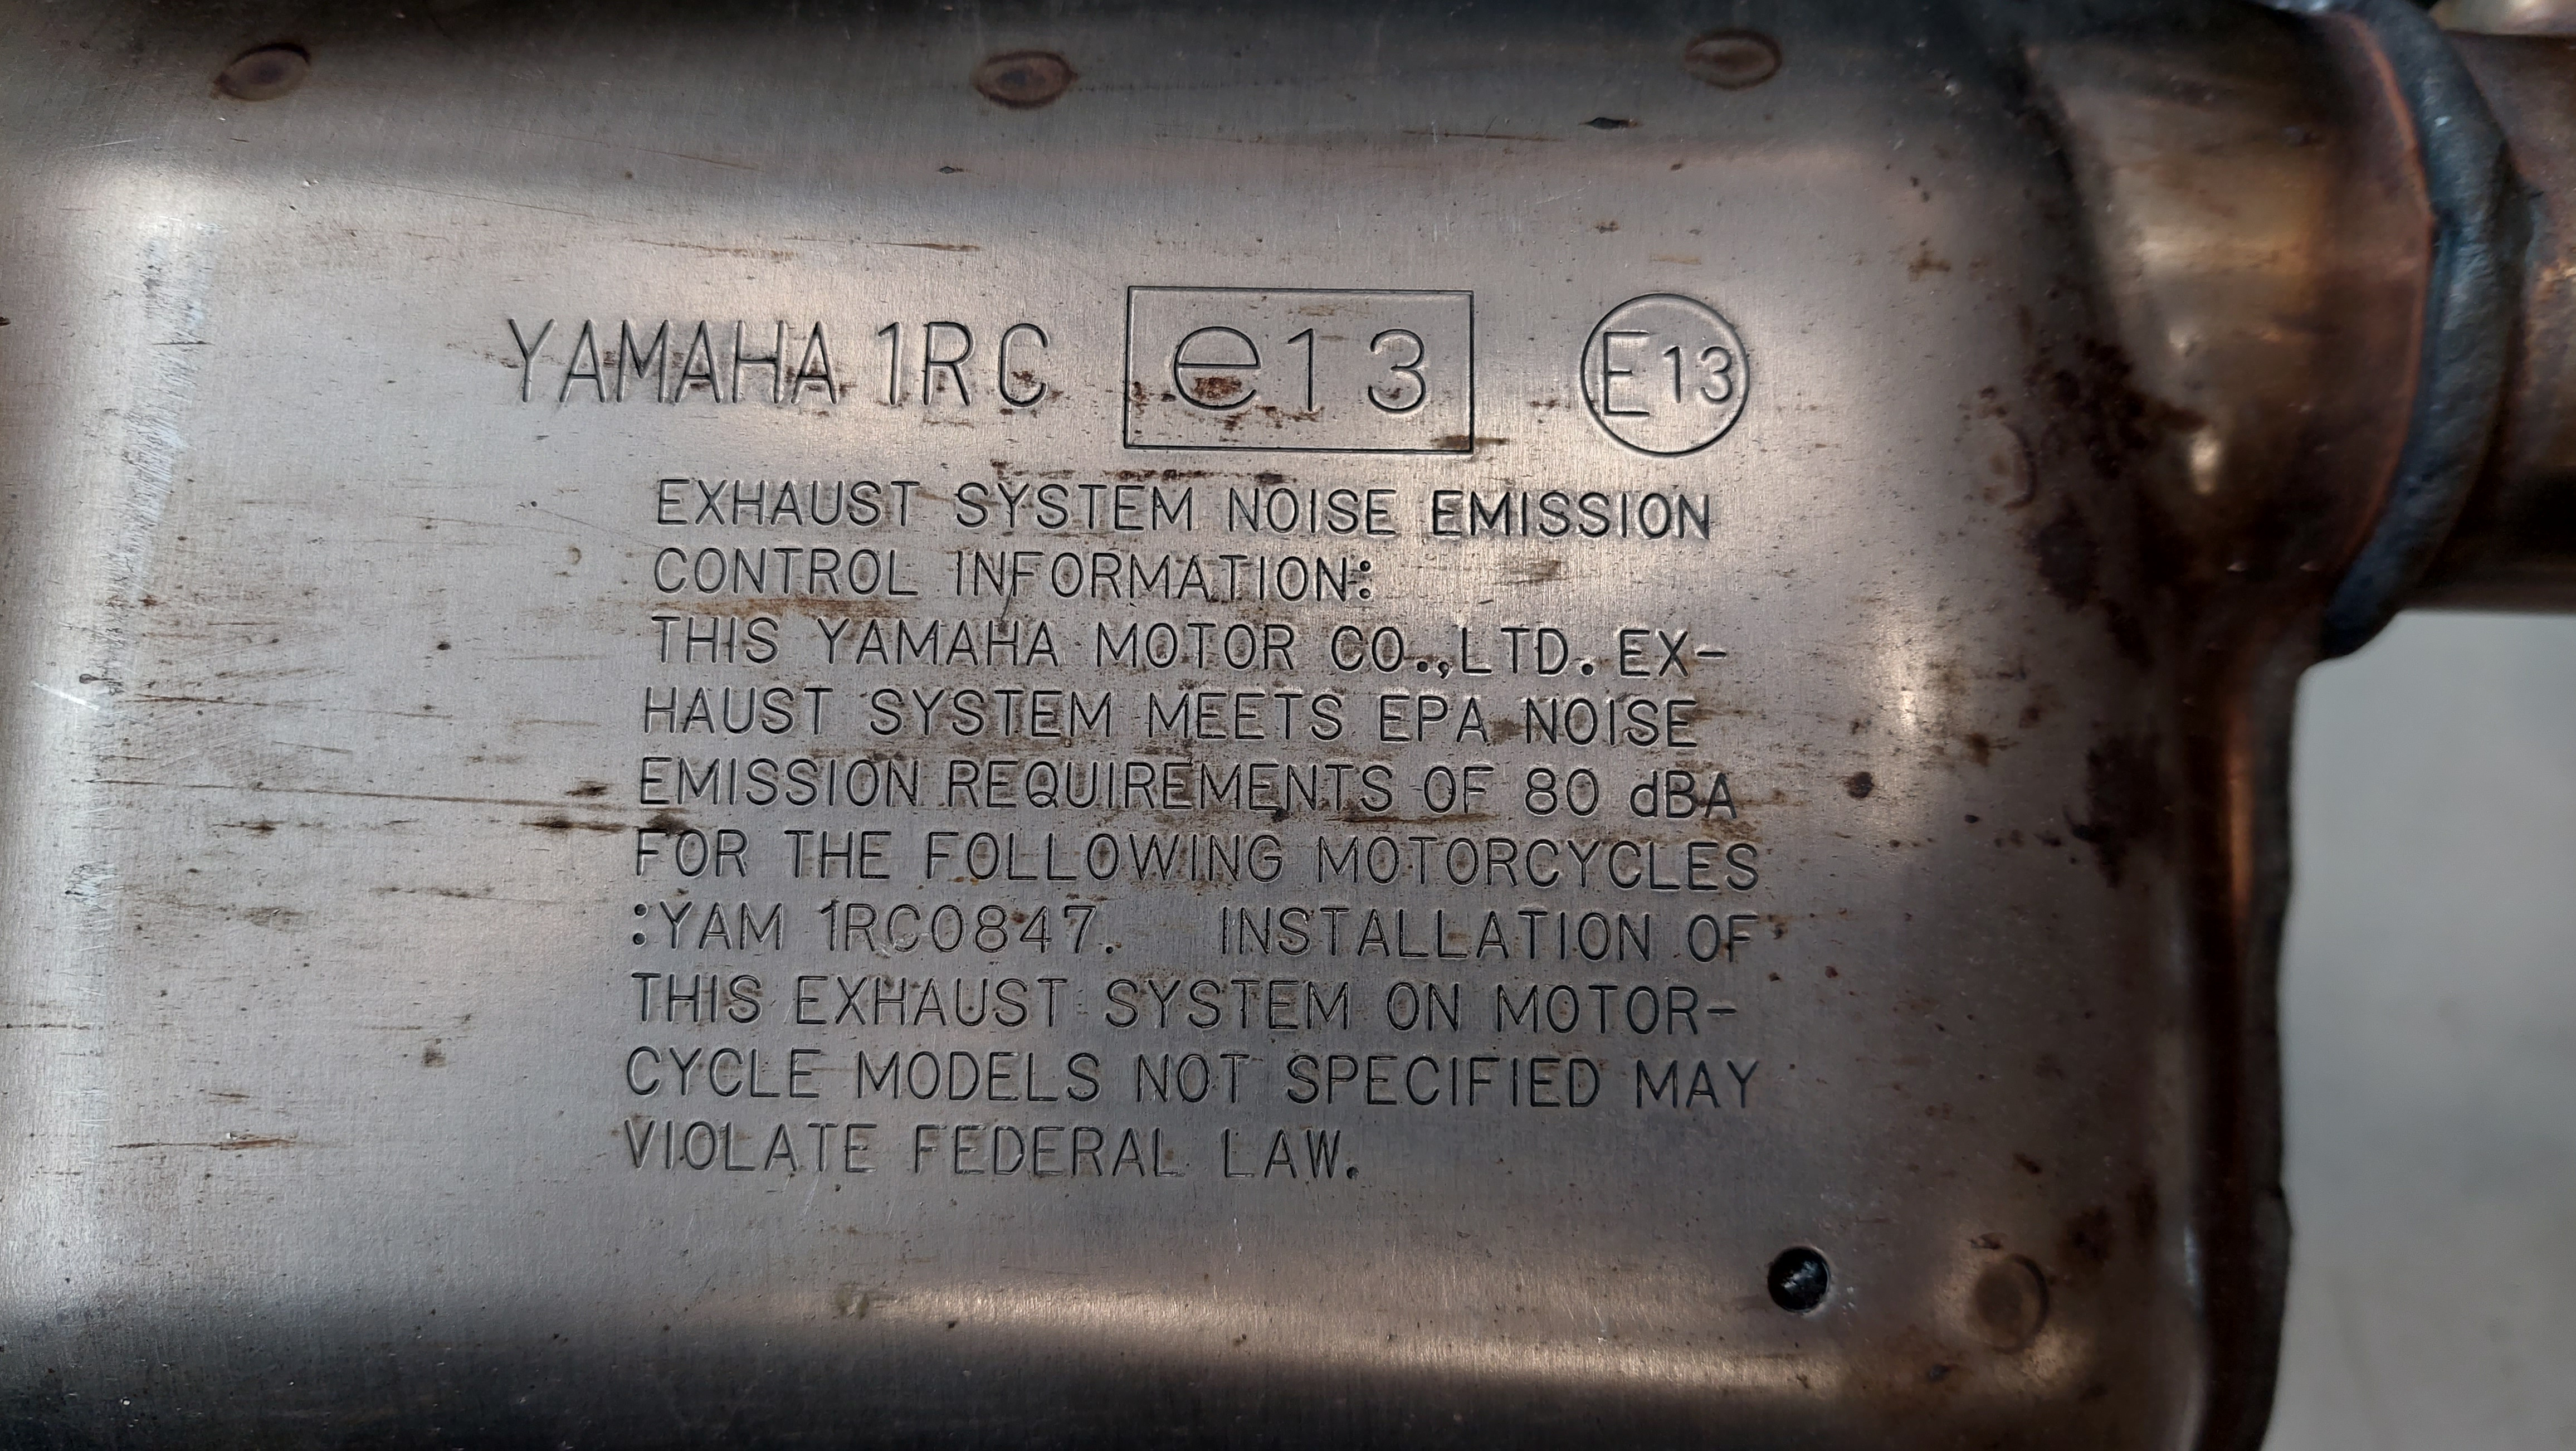 YAMAHA 1RC e13 E13
EXHAUST SYSTEM NOISE EMISSION
CONTROL INFORMATION:
THIS YAMAHA MOTOR CO.,LTD. EX-
HAUST SYSTEM MEETS EPA NOISE
EMISSION REQUIREMENTS OF 80 dBA
FOR THE FOLLOWING MOTORCYCLES
:YAM 1RC0847. INSTALLATION OF
THIS EXHAUST SYSTEM ON MOTOR-
CYCLE MODELS NOT SPECIFIED MAY
VIOLATE FEDERAL LAW.